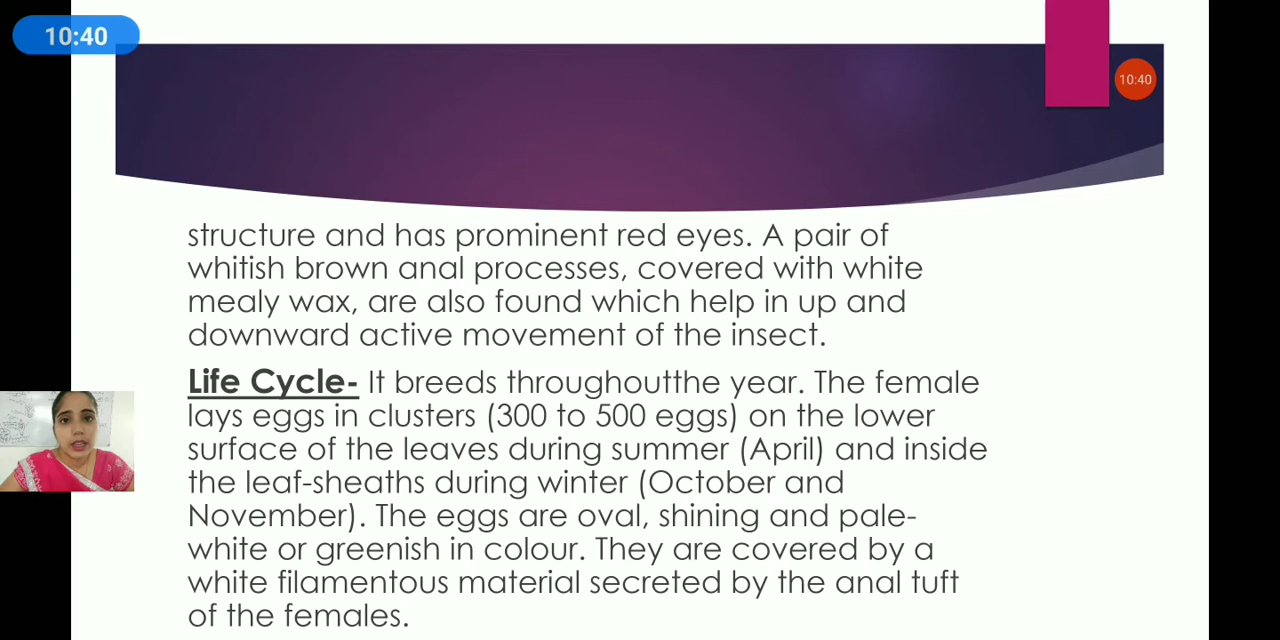 10:40
10:40
structure and has prominent red eyes. A pair of
whitish brown anal processes, covered with white
mealy wax, are also found which help in up and
downward active movement of the insect.
Life Cycle- It breeds throughoutthe year. The female
lays eggs in clusters (300 to 500 eggs) on the lower
surface of the leaves during summer (April) and inside
the leaf-sheaths during winter (October and
November). The eggs are oval, shining and pale-
white or greenish in colour. They are covered by a
white filamentous material secreted by the anal tuft
of the females.